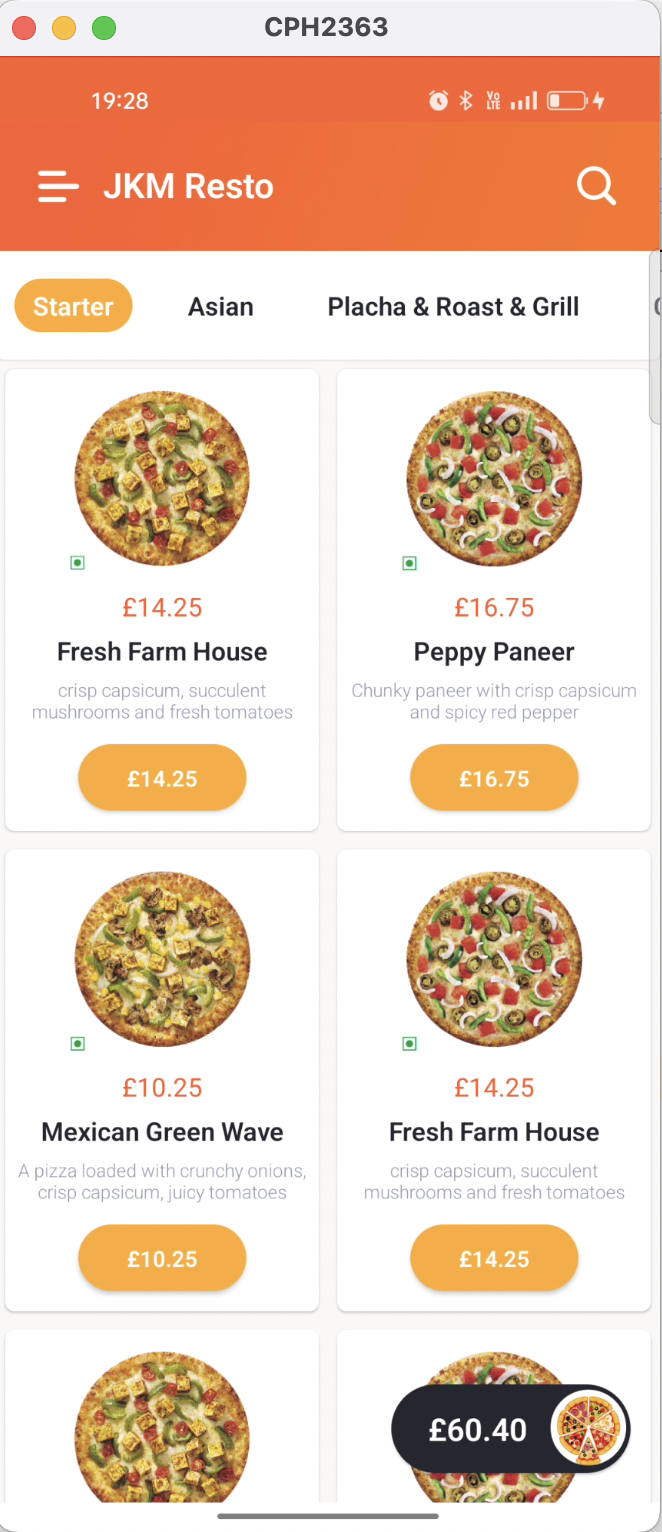 CPH2363
19:28
VO
LTE
JKM Resto
Starter
Asian
Placha & Roast & Grill
£14.25
Fresh Farm House
crisp capsicum, succulent
mushrooms and fresh tomatoes
£14.25
£16.75
Peppy Paneer
Chunky paneer with crisp capsicum
and spicy red pepper
£16.75
£10.25
Mexican Green Wave
A pizza loaded with crunchy onions,
crisp capsicum, juicy tomatoes
£10.25
£14.25
Fresh Farm House
crisp capsicum, succulent
mushrooms and fresh tomatoes
£14.25
£60.40